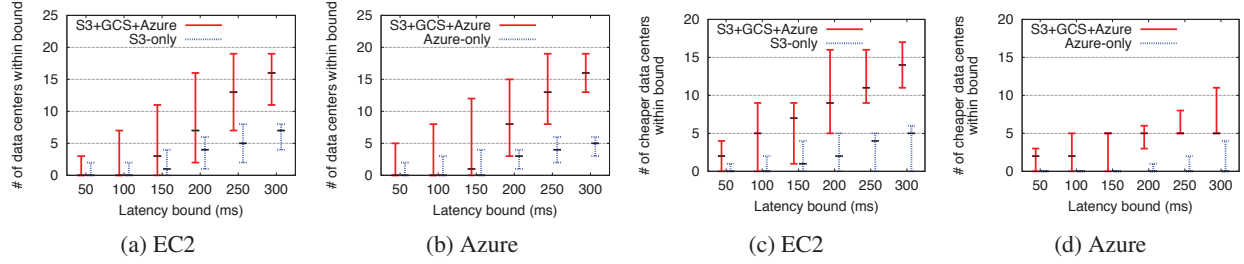 # of data centers within bound
25
20
15
10
5
0
S3+GCS+Azure
S3-only
50 100 150 200 250 300
Latency bound (ms)
(a) EC2
# of data centers within bound
25
20
15
10
5
0
S3+GCS+Azure
Azure-only
50 100 150 200 250 300
Latency bound (ms)
(b) Azure
# of cheaper data centers
within bound
20
15
10
5
0
S3+GCS+Azure
S3-only
50 100 150 200 250 300
Latency bound (ms)
(c) EC2
# of cheaper data centers
within bound
20
15
10
5
0
S3+GCS+Azure
Azure-only
50 100 150 200 250 300
Latency bound (ms)
(d) Azure